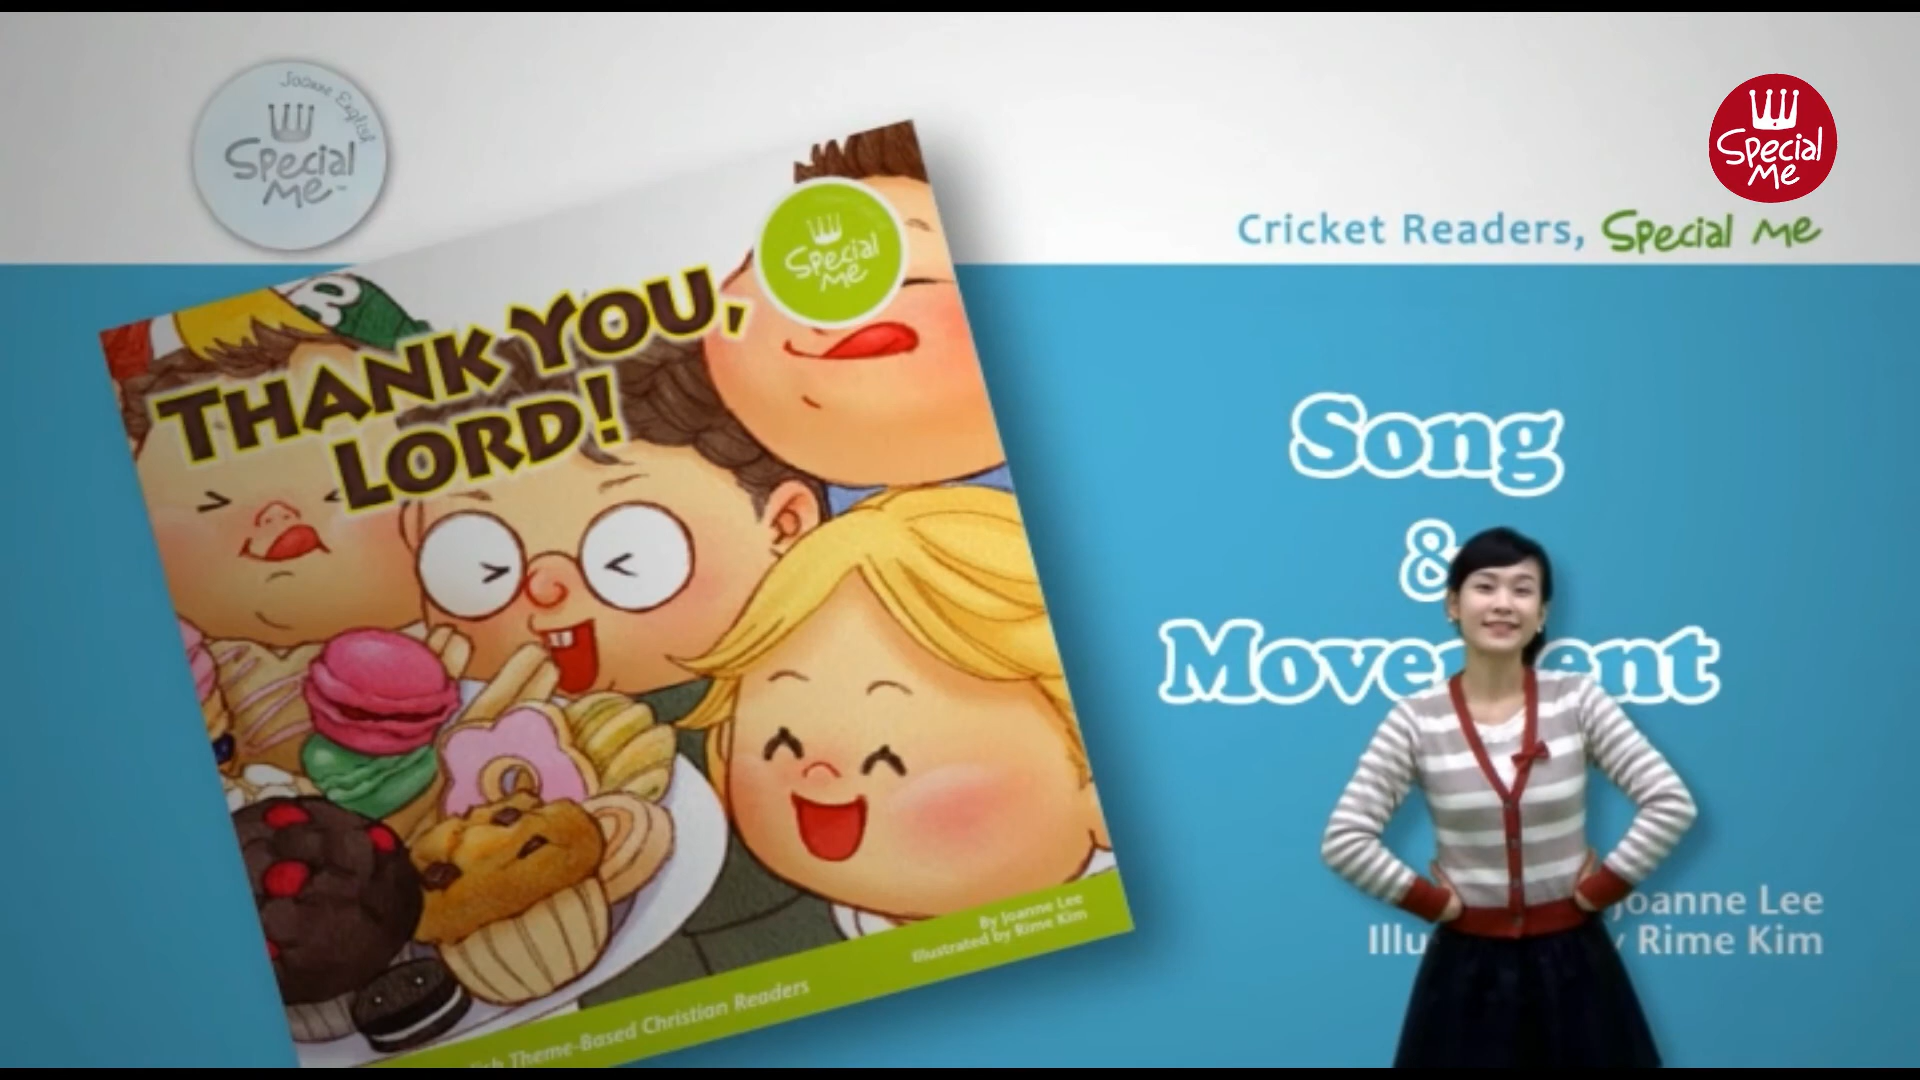 Joanne English
Special
Me
Special
Me
Cricket Readers, Special Me
Special
Me
THANK YOU,
LORD!
Song
&
Movement
By Joanne Lee
Illustrated by Rime Kim
Theme-Based Christian Readers
Joanne Lee
Rime Kim